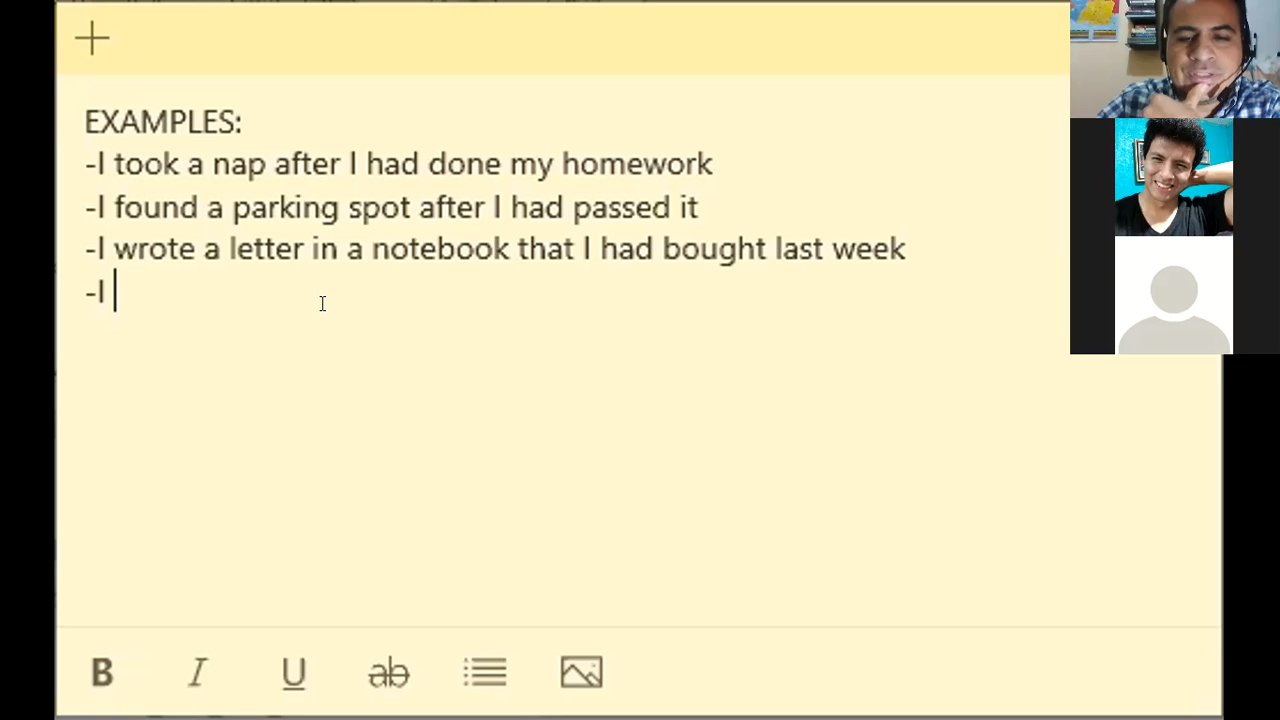 EXAMPLES:
-I took a nap after I had done my homework
-I found a parking spot after I had passed it
-I wrote a letter in a notebook that I had bought last week
-I
B I U ab